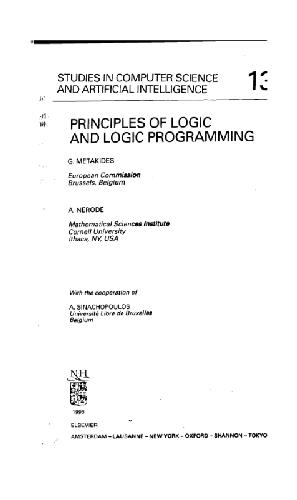 STUDIES IN COMPUTER SCIENCE
AND ARTIFICIAL INTELLIGENCE
13
PRINCIPLES OF LOGIC
AND LOGIC PROGRAMMING
G. METAKIDES
European Commission
Brussels, Belgium
A. NERODE
Mathematical Sciences Institute
Cornell University
Ithaca, NY, USA
With the cooperation of
A. SINACHOPOULOS
Université Libre de Bruxelles
Belgium
NH
1996
ELSEVIER
AMSTERDAM – LAUSANNE – NEW YORK – OXFORD – SHANNON – TOKYO